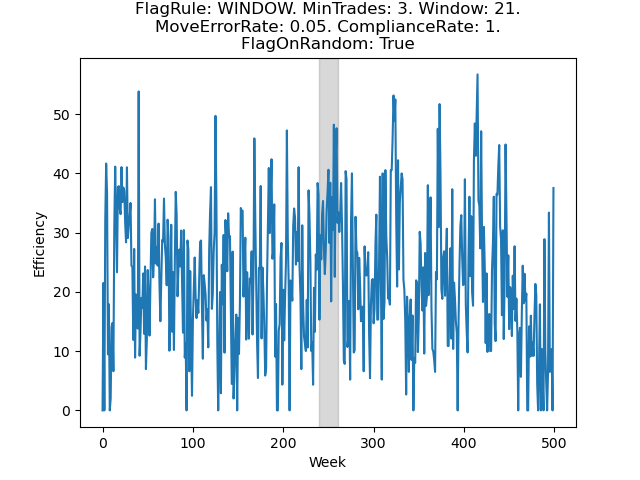 FlagRule: WINDOW. MinTrades: 3. Window: 21.
MoveErrorRate: 0.05. ComplianceRate: 1.
FlagOnRandom: True
50
40
30
20
10
0
Efficiency
0 100 200 300 400 500
Week